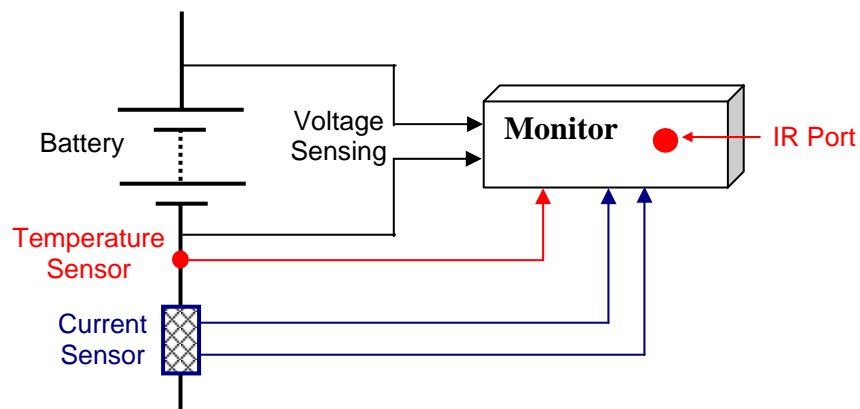 Battery
Voltage
Sensing
Monitor
IR Port
Temperature
Sensor
Current
Sensor